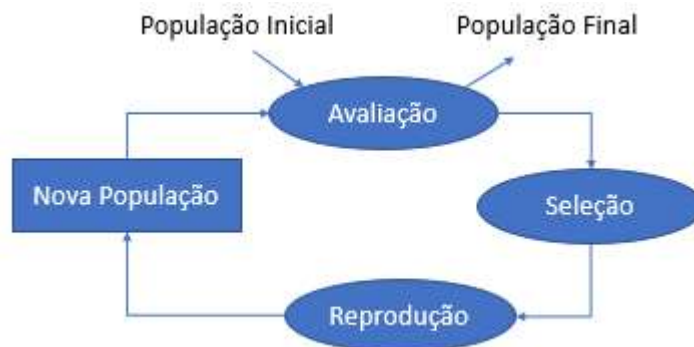 População Inicial
População Final
Avaliação
Nova População
Seleção
Reprodução